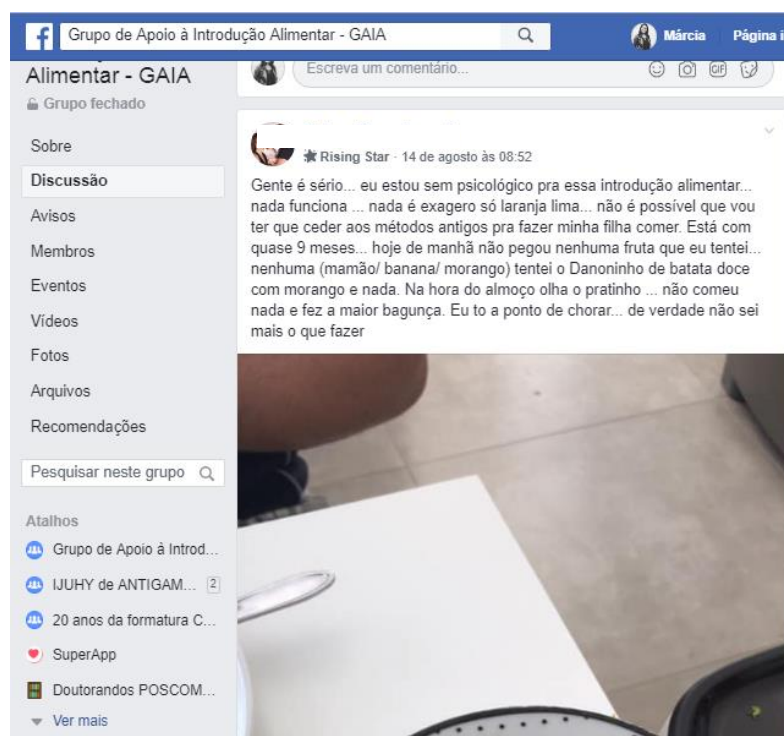 Grupo de Apoio à Introdução Alimentar - GAIA
Márcia
Página i
Alimentar - GAIA
Grupo fechado
Sobre
Discussão
Avisos
Membros
Eventos
Vídeos
Fotos
Arquivos
Recomendações
Pesquisar neste grupo
Atalhos
Grupo de Apoio à Introd...
IJUHY de ANTIGAM... 2
20 anos da formatura C...
SuperApp
Doutorandos POSCOM...
Ver mais
Escreva um comentário...
GIF
Rising Star · 14 de agosto às 08:52
Gente é sério... eu estou sem psicológico pra essa introdução alimentar...
nada funciona ... nada é exagero só laranja lima... não é possível que vou
ter que ceder aos métodos antigos pra fazer minha filha comer. Está com
quase 9 meses... hoje de manhã não pegou nenhuma fruta que eu tentei...
nenhuma (mamão/ banana/ morango) tentei o Danoninho de batata doce
com morango e nada. Na hora do almoço olha o pratinho ... não comeu
nada e fez a maior bagunça. Eu to a ponto de chorar... de verdade não sei
mais o que fazer